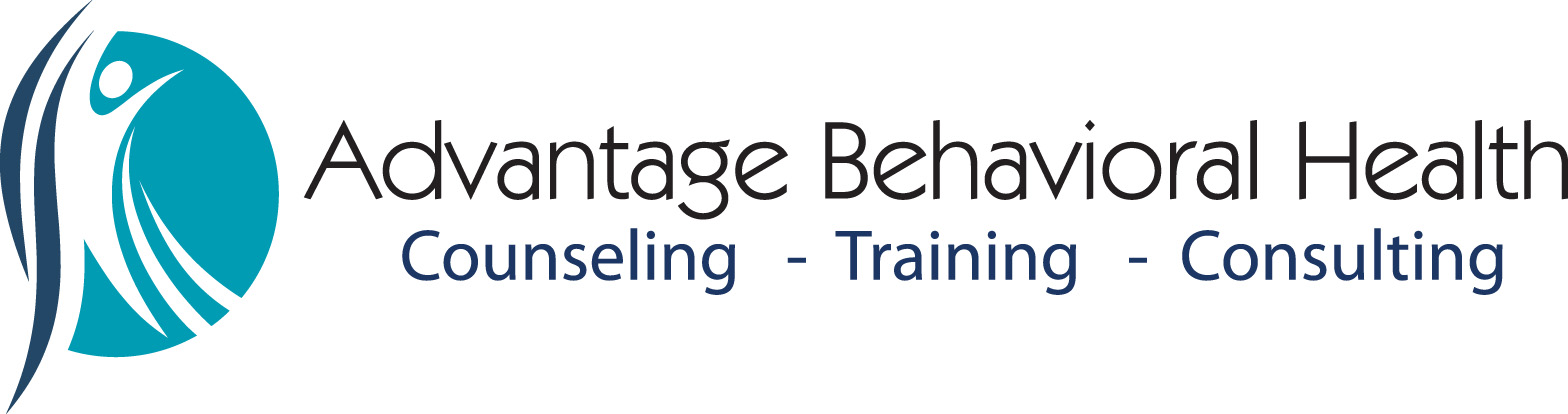 Advantage Behavioral Health
Counseling - Training - Consulting